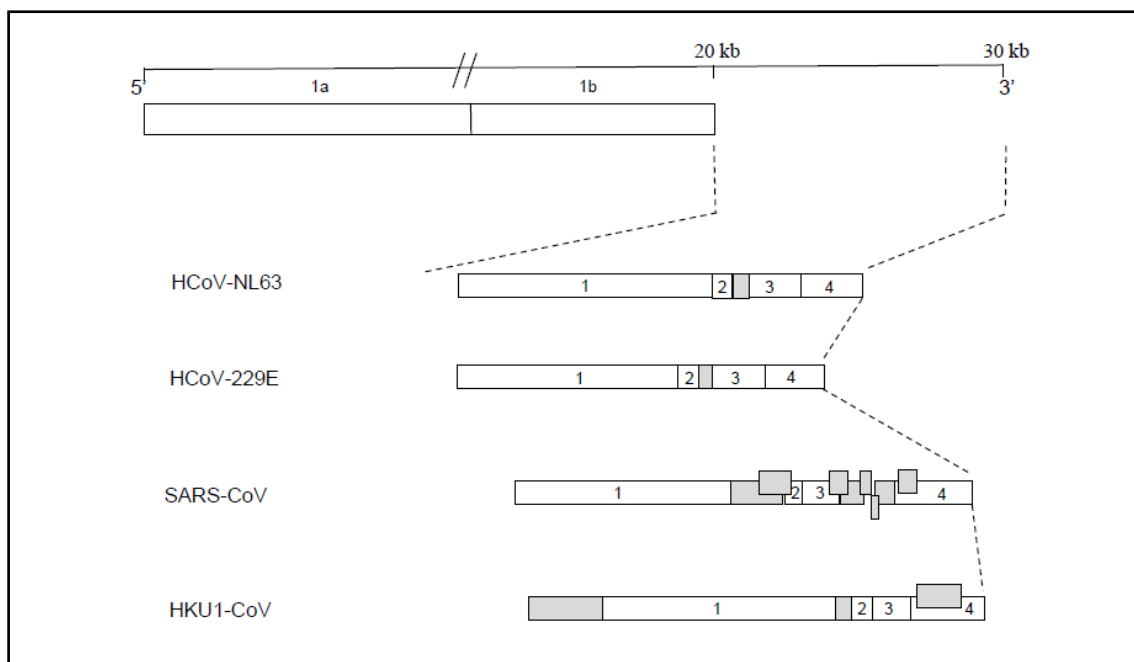 20 kb 30 kb
5' 1a 1b 3'
HCoV-NL63 1 2 3 4
HCoV-229E 1 2 3 4
SARS-CoV 1 2 3 4
HKU1-CoV 1 2 3 4